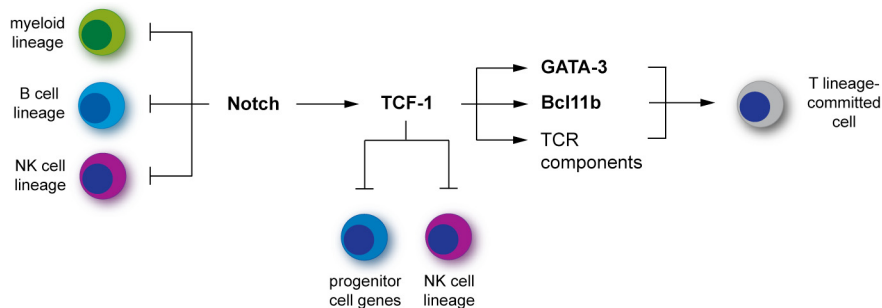 myeloid
lineage
B cell
lineage
NK cell
lineage
Notch
TCF-1
GATA-3
Bcl11b
TCR
components
T lineage-
committed
cell
progenitor
cell genes
NK cell
lineage